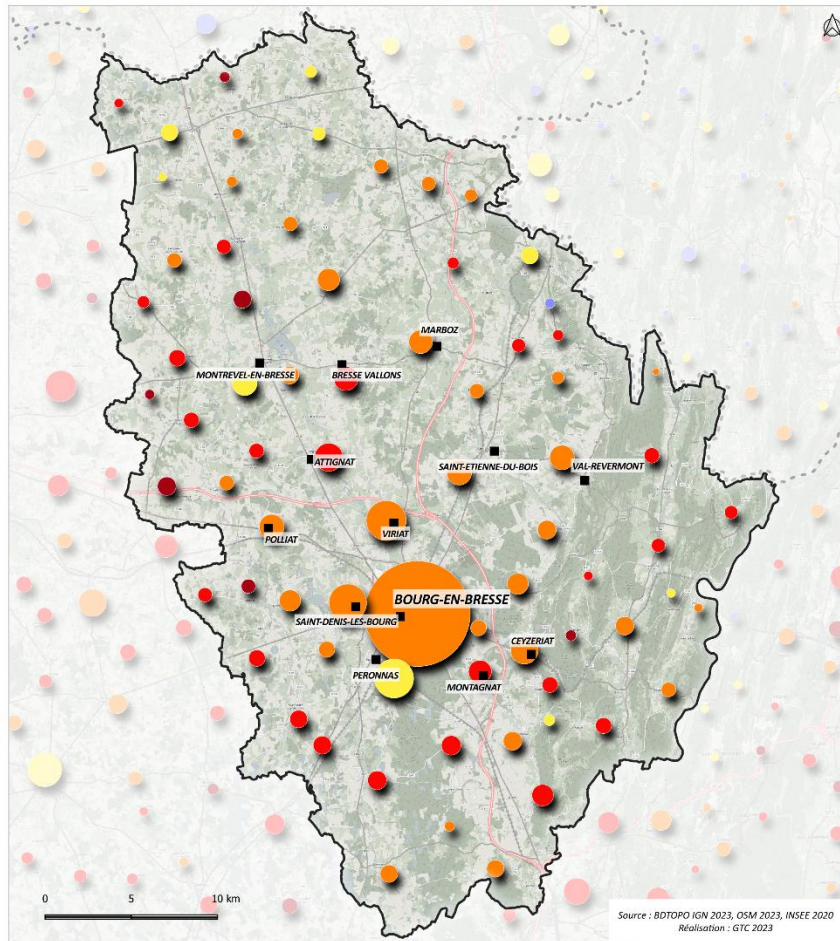 MARBOZ
MONTREVEL-EN-BRESSE
BRESSE VALLONS
ATTIGNAT
SAINT-ETIENNE-DU-BOIS
VAL-REVERMONT
POLLIAT
VIRIAT
BOURG-EN-BRESSE
SAINT-DENIS-LES-BOURG
CEYZERIAT
PERONNAS
MONTAGNAT
0 5 10 km
Source : BDTOPO IGN 2023, OSM 2023, INSEE 2020
Réalisation : GTC 2023